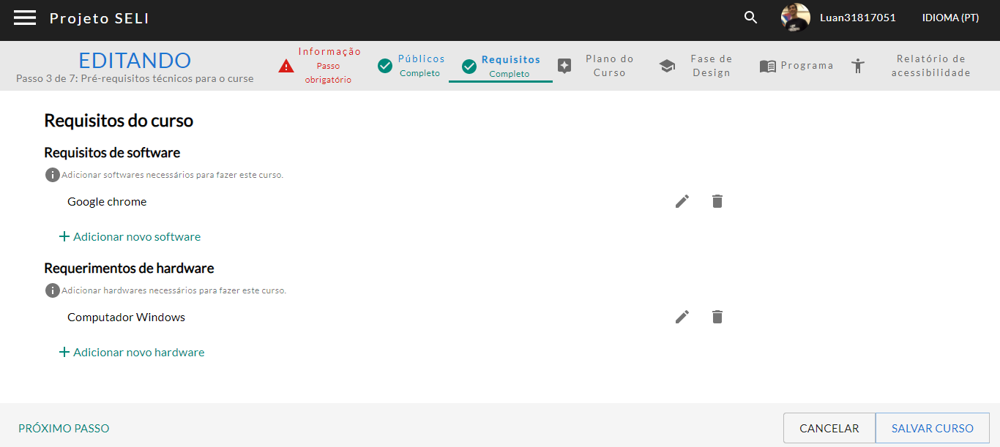 Projeto SELI
Luan31817051
IDIOMA (PT)
EDITANDO
Passo 3 de 7: Pré-requisitos técnicos para o curse
Informação
Passo
obrigatório
Públicos
Completo
Requisitos
Completo
Plano do
Curso
Fase de
Design
Programa
Relatório de
acessibilidade
Requisitos do curso
Requisitos de software
Adicionar softwares necessários para fazer este curso.
Google chrome
+ Adicionar novo software
Requerimentos de hardware
Adicionar hardwares necessários para fazer este curso.
Computador Windows
+ Adicionar novo hardware
PRÓXIMO PASSO
CANCELAR
SALVAR CURSO